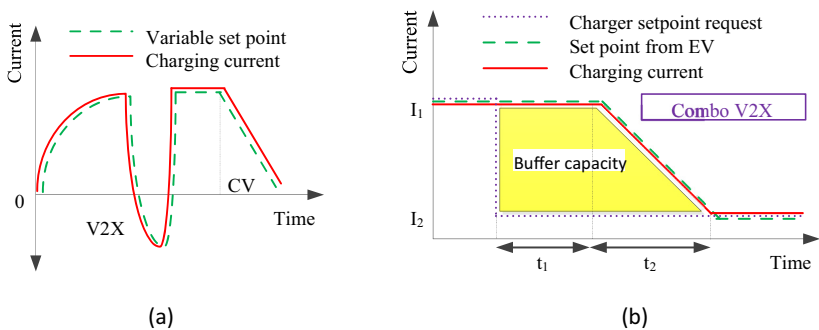 Current
Variable set point
Charging current
0
V2X
CV
Time
(a)
Current
Charger setpoint request
Set point from EV
Charging current
I₁
Combo V2X
Buffer capacity
I₂
t₁
t₂
Time
(b)